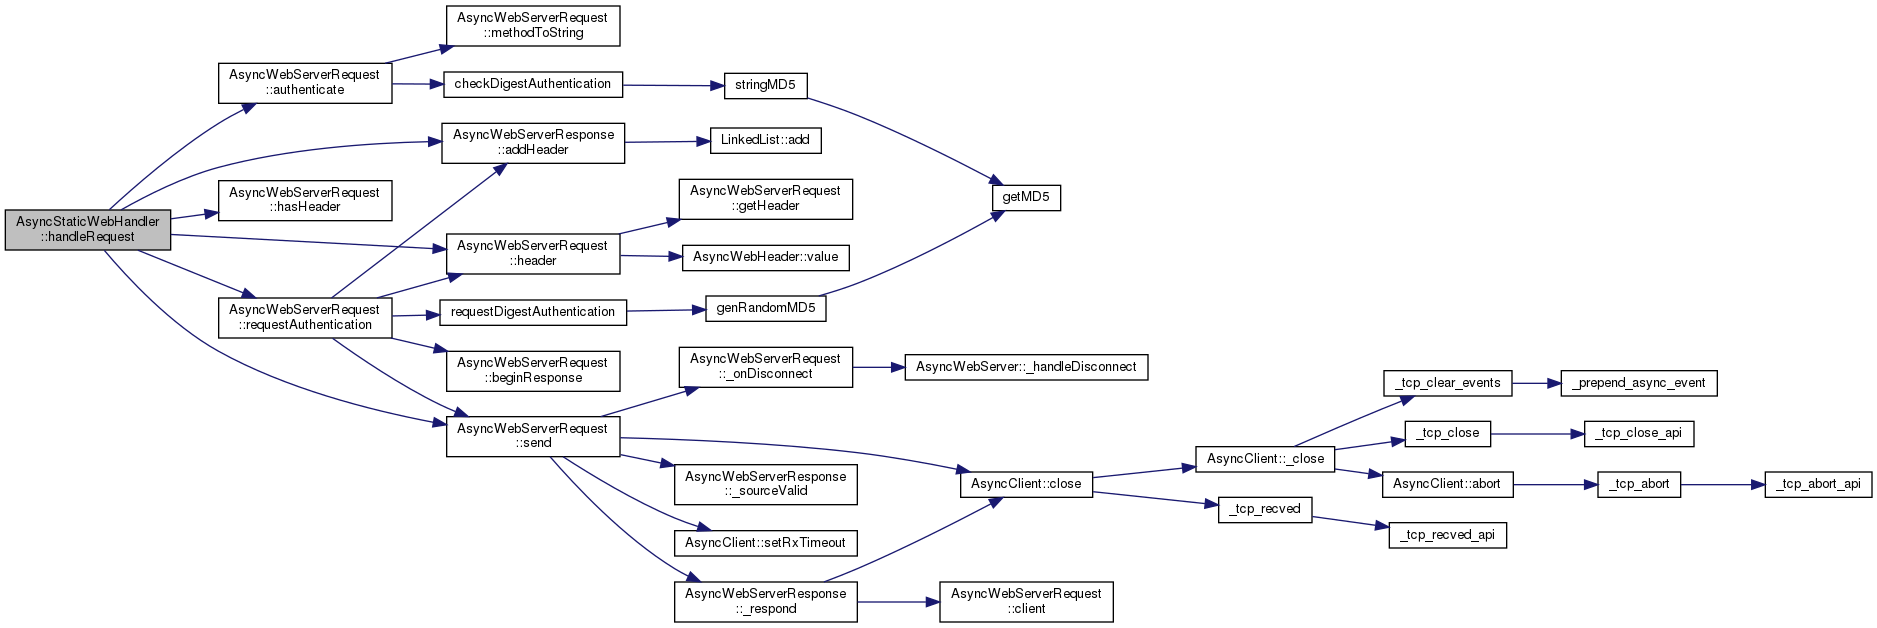 AsyncStaticWebHandler
::handleRequest
AsyncWebServerRequest
::authenticate
AsyncWebServerRequest
::hasHeader
AsyncWebServerRequest
::requestAuthentication
AsyncWebServerRequest
::methodToString
checkDigestAuthentication
AsyncWebServerResponse
::addHeader
AsyncWebServerRequest
::header
requestDigestAuthentication
AsyncWebServerRequest
::beginResponse
AsyncWebServerRequest
::send
stringMD5
LinkedList::add
AsyncWebServerRequest
::getHeader
AsyncWebHeader::value
genRandomMD5
AsyncWebServerRequest
::_onDisconnect
AsyncWebServerResponse
::_sourceValid
AsyncClient::setRxTimeout
AsyncWebServerResponse
::_respond
getMD5
AsyncWebServer::_handleDisconnect
AsyncClient::close
AsyncWebServerRequest
::client
AsyncClient::_close
_tcp_recved
_tcp_clear_events
_tcp_close
AsyncClient::abort
_tcp_recved_api
_prepend_async_event
_tcp_close_api
_tcp_abort
_tcp_abort_api